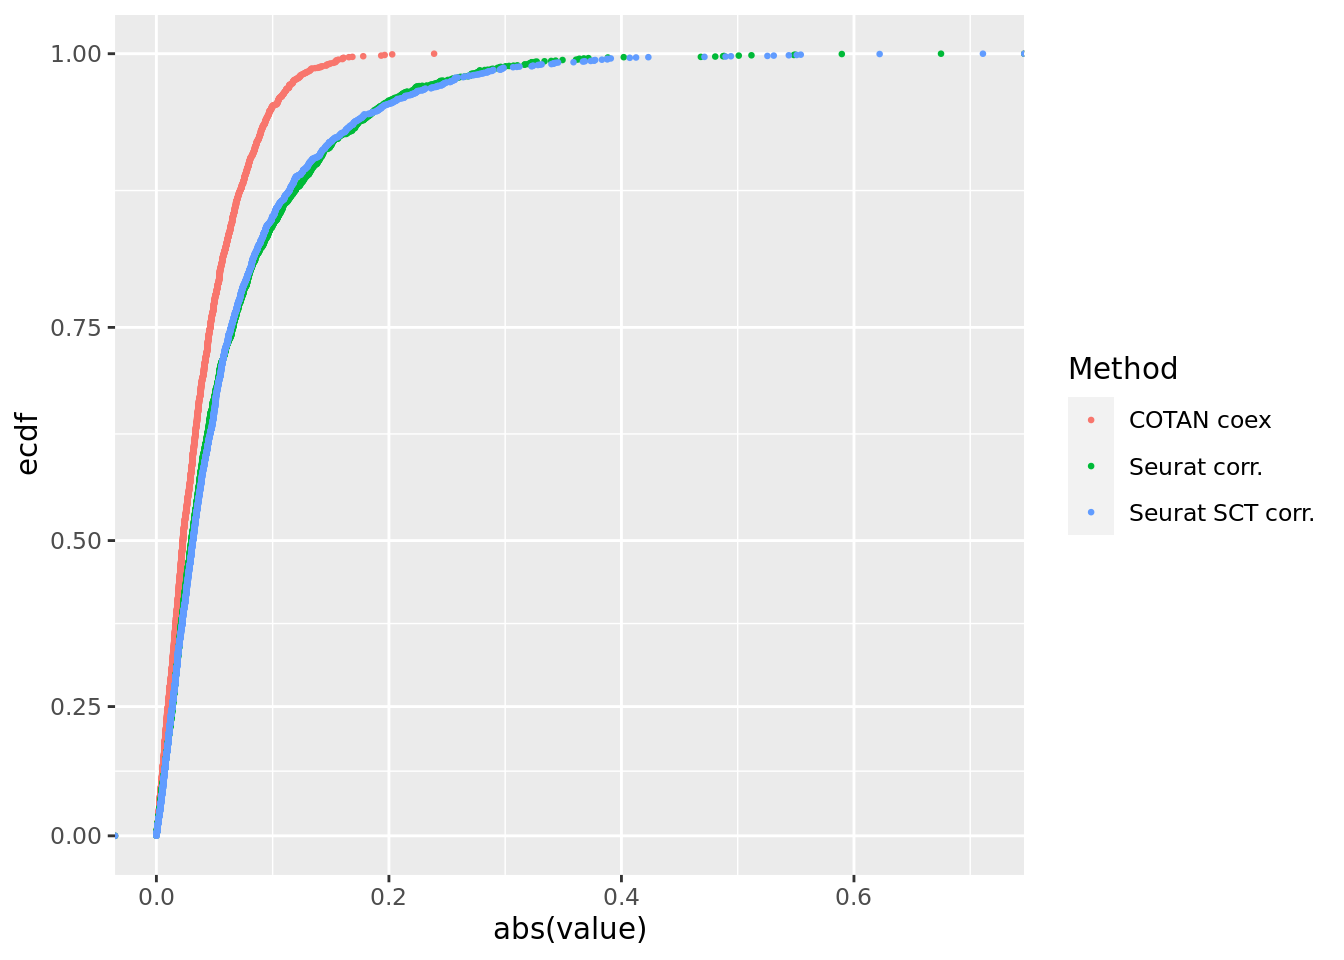 1.00
0.75
0.50
0.25
0.00
ecdf
0.0
0.2
0.4
0.6
abs(value)
Method
COTAN coex
Seurat corr.
Seurat SCT corr.